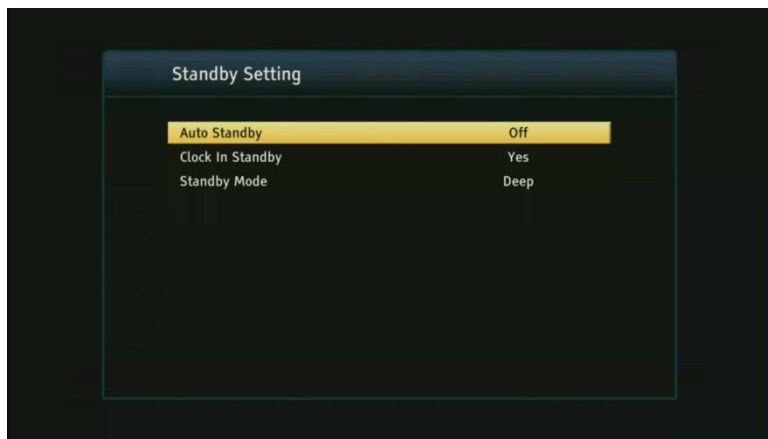 Standby Setting
Auto Standby Off
Clock In Standby Yes
Standby Mode Deep